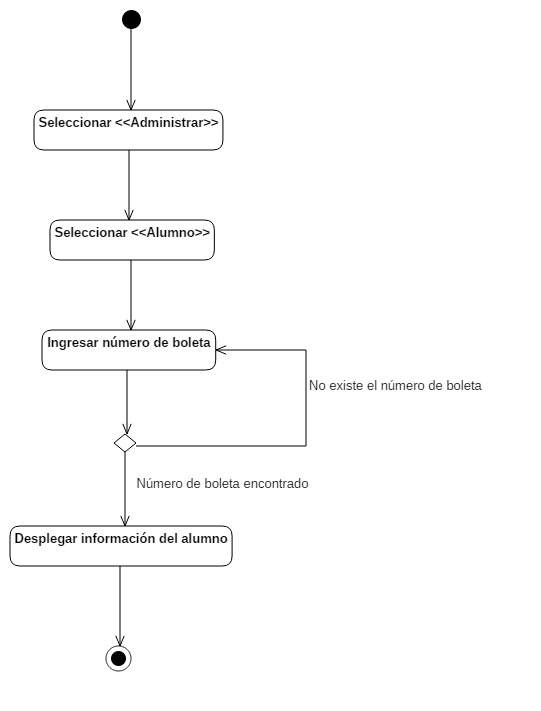 Seleccionar <<Administrar>>
Seleccionar <<Alumno>>
Ingresar número de boleta
No existe el número de boleta
Número de boleta encontrado
Desplegar información del alumno